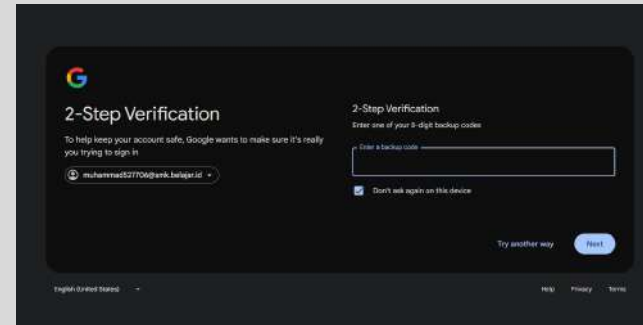 2-Step Verification
To help keep your account safe, Google wants to make sure it's really
you trying to sign in
muhammad527706@smk.belajar.id
2-Step Verification
Enter one of your 8-digit backup codes
Enter a backup code
Don't ask again on this device
Try another way
Next
English (United States)
Help
Privacy
Terms